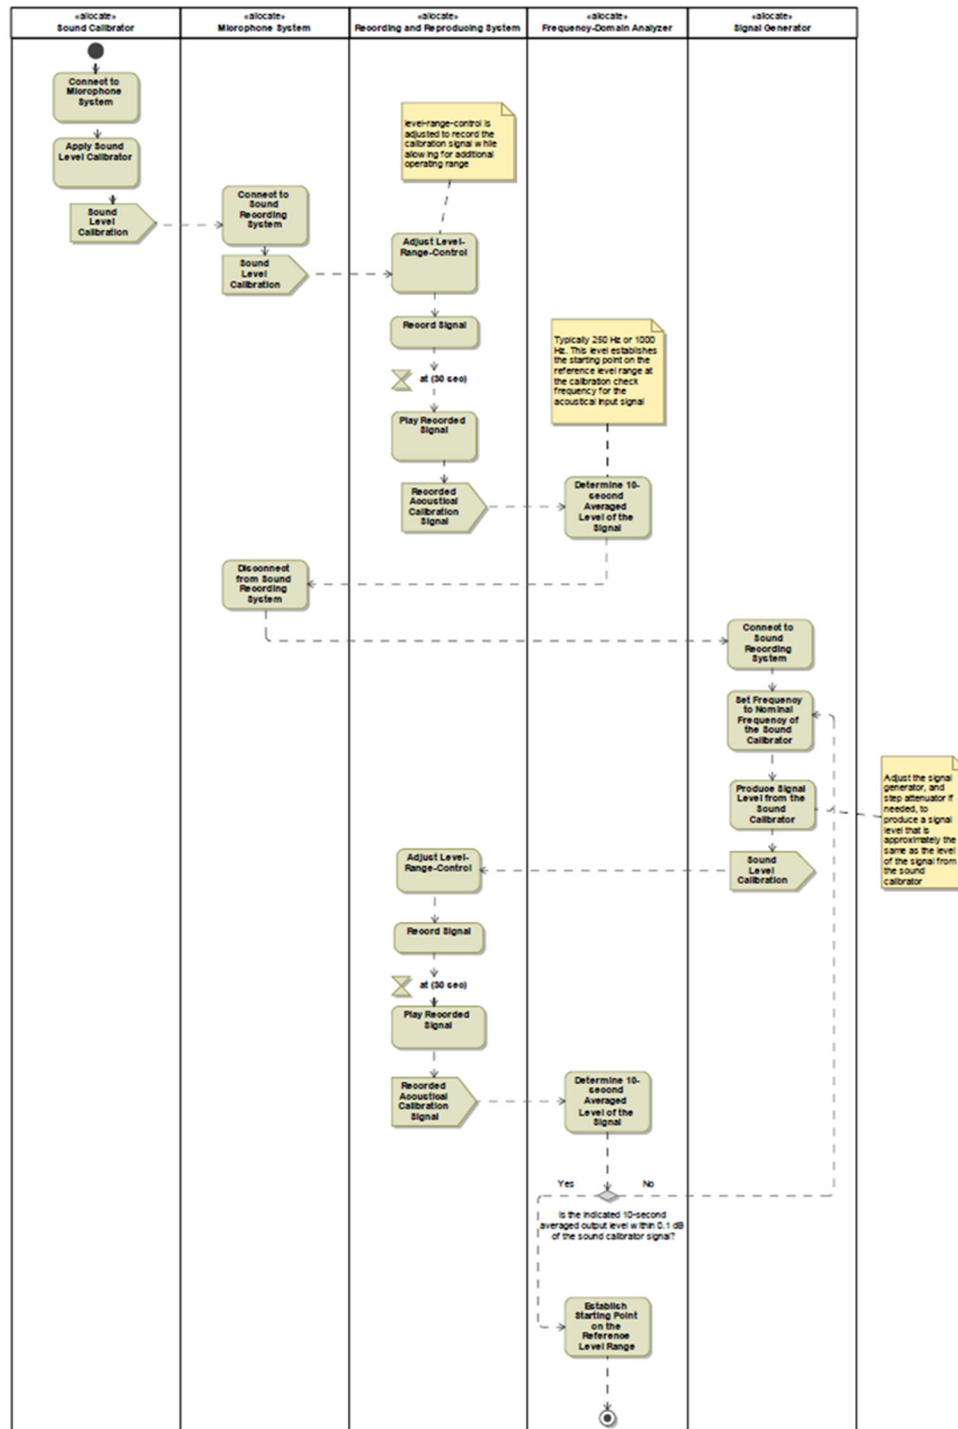 «allocate»
Sound Calibrator
«allocate»
Microphone System
«allocate»
Recording and Reproducing System
«allocate»
Frequency-Domain Analyzer
«allocate»
Signal Generator
Connect to
Microphone
System
Apply Sound
Level Calibrator
Sound
Level
Calibration
Connect to
Sound
Recording
System
Sound
Level
Calibration
level-range-control is
adjusted to record the
calibration signal while
allowing for additional
operating range
Adjust Level-
Range-Control
Record Signal
at (30 sec)
Play Recorded
Signal
Recorded
Acoustical
Calibration
Signal
Typically 250 Hz or 1000
Hz. This level establishes
the starting point on the
reference level range at
the calibration check
frequency for the
acoustical input signal
Determine 10-
second
Averaged
Level of the
Signal
Disconnect
from Sound
Recording
System
Connect to
Sound
Recording
System
Set Frequency
to Nominal
Frequency of
the Sound
Calibrator
Produce Signal
Level from the
Sound
Calibrator
Adjust the signal
generator, and
step attenuator if
needed, to
produce a signal
level that is
approximately the
same as the level
of the signal from
the sound
calibrator
Sound
Level
Calibration
Adjust Level-
Range-Control
Record Signal
at (30 sec)
Play Recorded
Signal
Recorded
Acoustical
Calibration
Signal
Determine 10-
second
Averaged
Level of the
Signal
Yes
No
Is the indicated 10-second
averaged output level within 0.1 dB
of the sound calibrator signal?
Establish
Starting Point
on the
Reference
Level Range